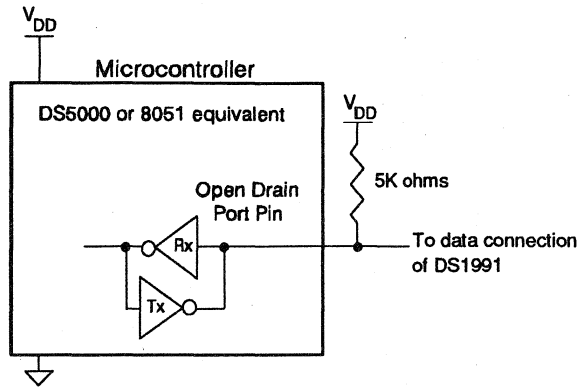 VDD
Microcontroller
DS5000 or 8051 equivalent
VDD
5K ohms
Open Drain
Port Pin
Rx
To data connection
of DS1991
Tx